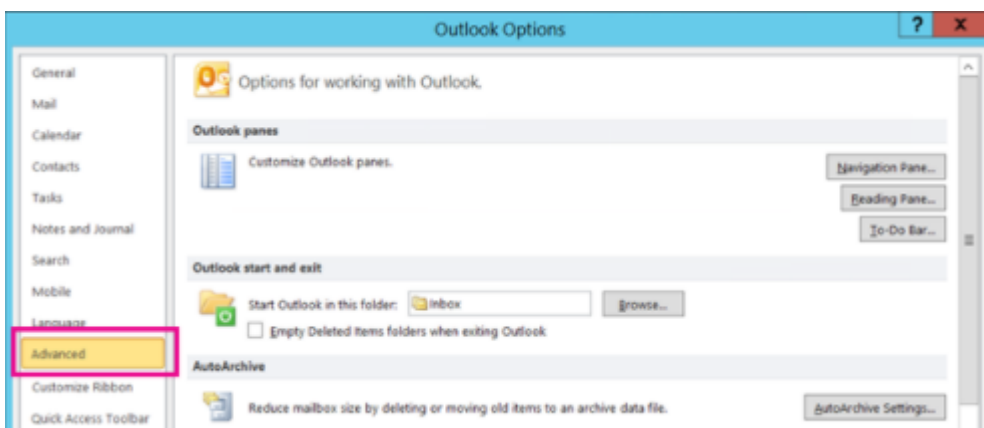 Outlook Options
?
X
General
Mail
Calendar
Contacts
Tasks
Notes and Journal
Search
Mobile
Language
Advanced
Customize Ribbon
Quick Access Toolbar
Options for working with Outlook.
Outlook panes
Customize Outlook panes.
Navigation Pane...
Reading Pane...
To-Do Bar...
Outlook start and exit
Start Outlook in this folder: Inbox Browse...
Empty Deleted Items folders when exiting Outlook
AutoArchive
Reduce mailbox size by deleting or moving old items to an archive data file. AutoArchive Settings...